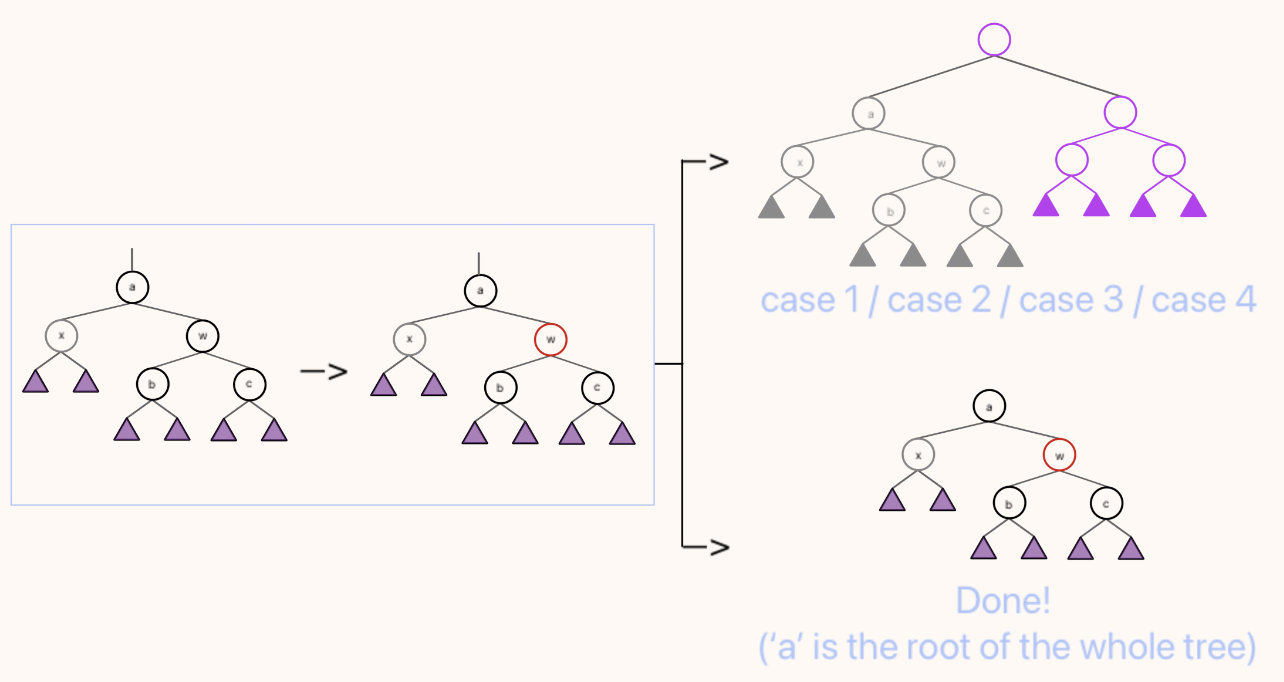 a
x
w
b
c
—>
a
x
w
b
c
—>
a
x
w
b
c
case 1 / case 2 / case 3 / case 4
—>
a
x
w
b
c
Done!
(‘a’ is the root of the whole tree)